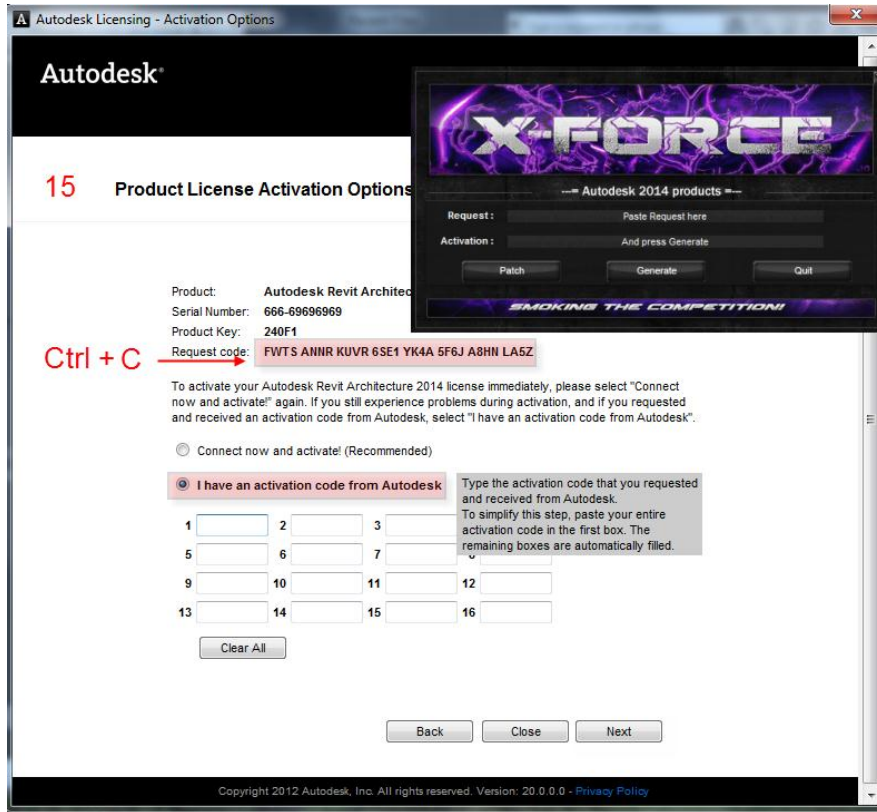 Autodesk Licensing - Activation Options
Autodesk
X-FORCE
---= Autodesk 2014 products =---
Request :
Paste Request here
Activation :
And press Generate
Patch
Generate
Quit
SMOKING THE COMPETITION!
15
Product License Activation Options
Product: Autodesk Revit Architec
Serial Number: 666-69696969
Product Key: 240F1
Request code: FWTS ANNR KUVR 6SE1 YK4A 5F6J A8HN LA5Z
Ctrl + C
To activate your Autodesk Revit Architecture 2014 license immediately, please select "Connect
now and activate!" again. If you still experience problems during activation, and if you requested
and received an activation code from Autodesk, select "I have an activation code from Autodesk".
Connect now and activate! (Recommended)
I have an activation code from Autodesk
Type the activation code that you requested
and received from Autodesk.
To simplify this step, paste your entire
activation code in the first box. The
remaining boxes are automatically filled.
1 2 3
5 6 7
9 10 11 12
13 14 15 16
Clear All
Back Close Next
Copyright 2012 Autodesk, Inc. All rights reserved. Version: 20.0.0.0 - Privacy Policy